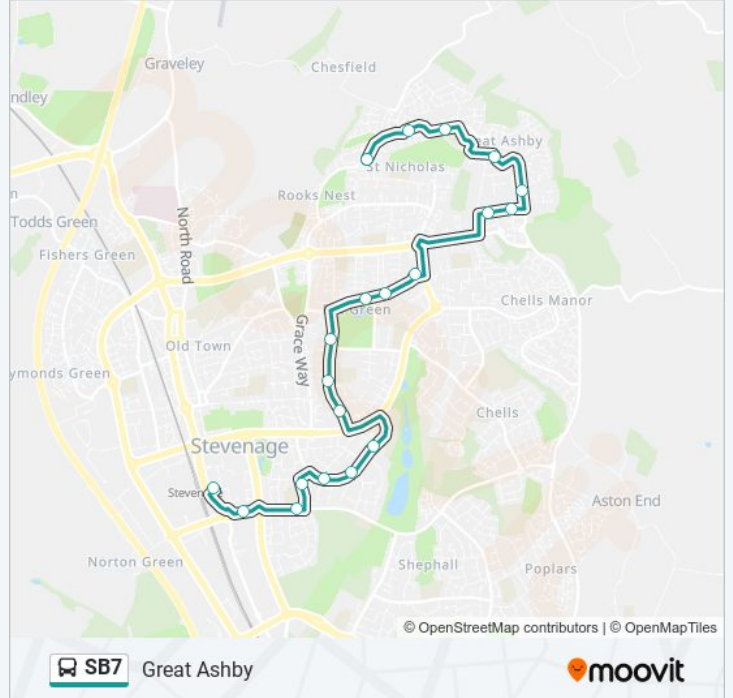 Graveley
Chesfield
ndley
eat Ashby
St Nicholas
Rooks Nest
Todds Green
North Road
Fishers Green
Chells Manor
Green
Grace Way
Old Town
ymonds Green
Chells
Stevenage
Steven
Aston End
Norton Green
Shephall
Poplars
© OpenStreetMap contributors | © OpenMapTiles
SB7 Great Ashby
moovit